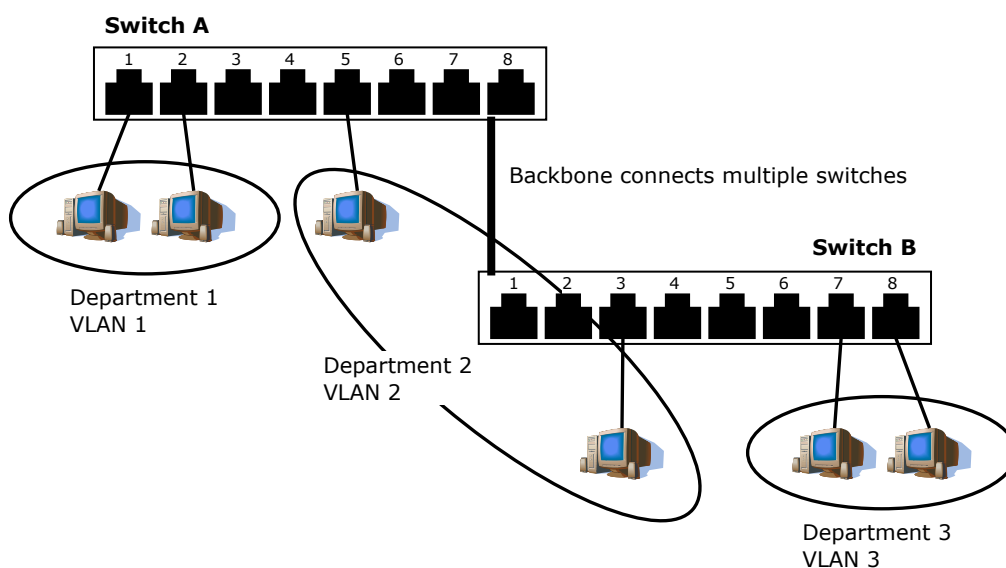 Switch A
1 2 3 4 5 6 7 8
Backbone connects multiple switches
Switch B
1 2 3 4 5 6 7 8
Department 1
VLAN 1
Department 2
VLAN 2
Department 3
VLAN 3